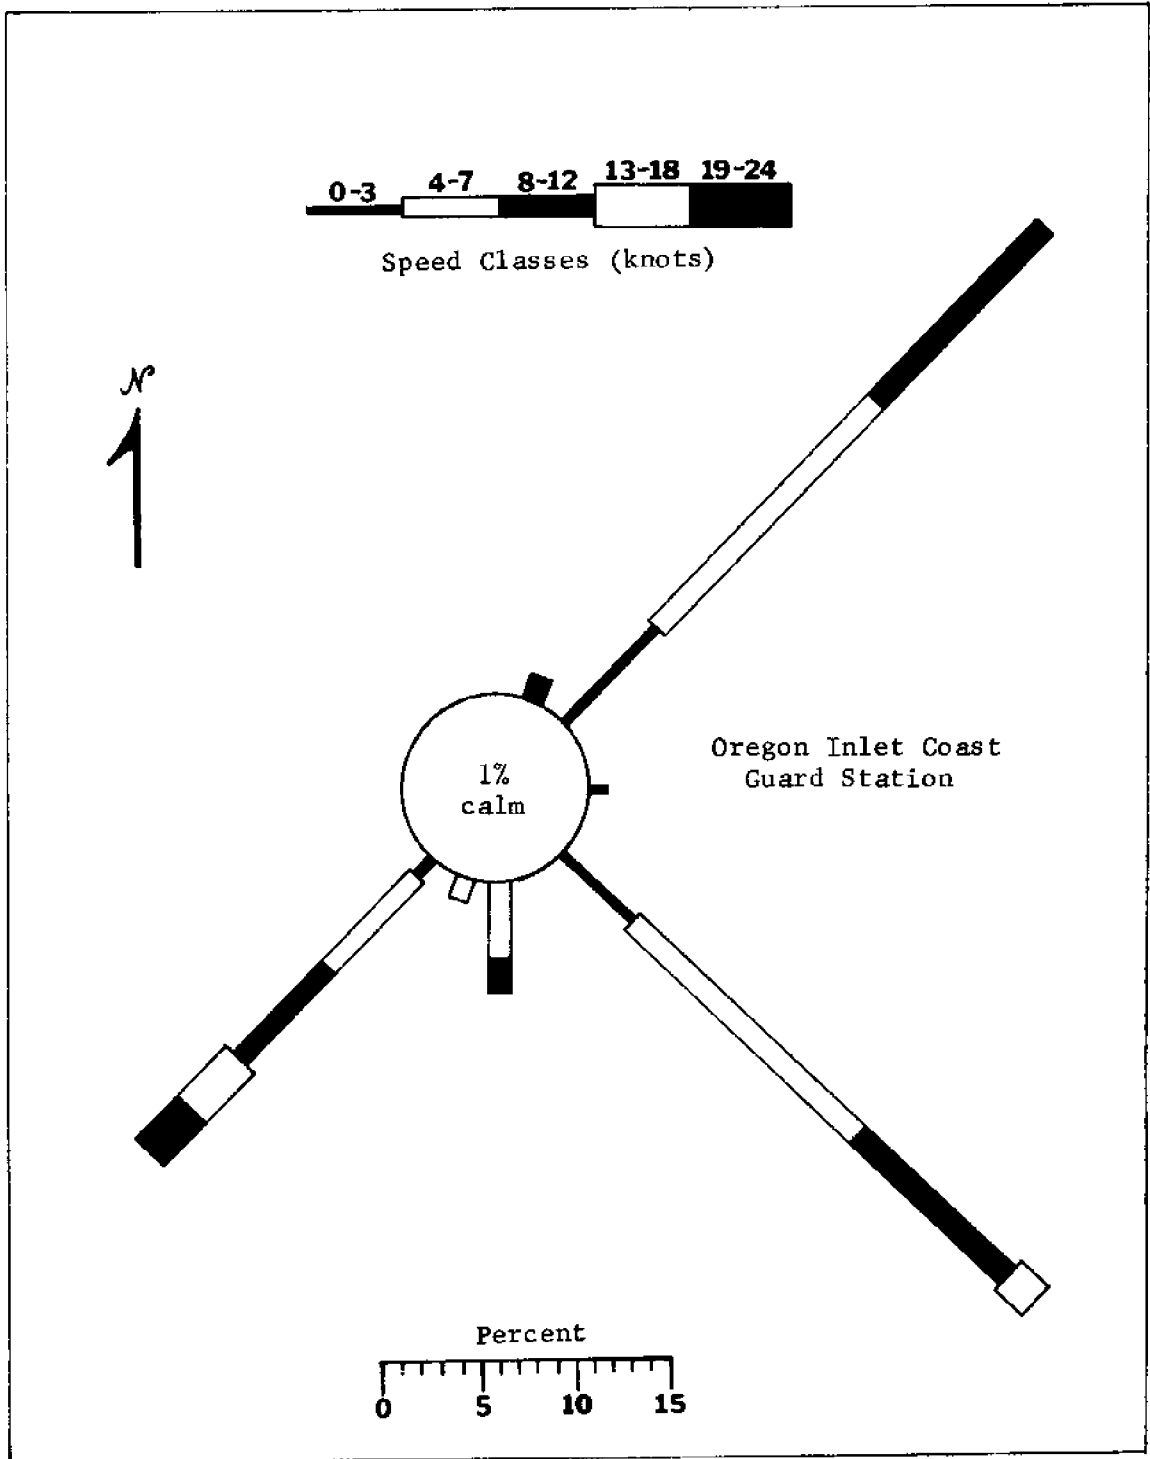 0-3 4-7 8-12 13-18 19-24
Speed Classes (knots)
N
1%
calm
Oregon Inlet Coast
Guard Station
Percent
0 5 10 15